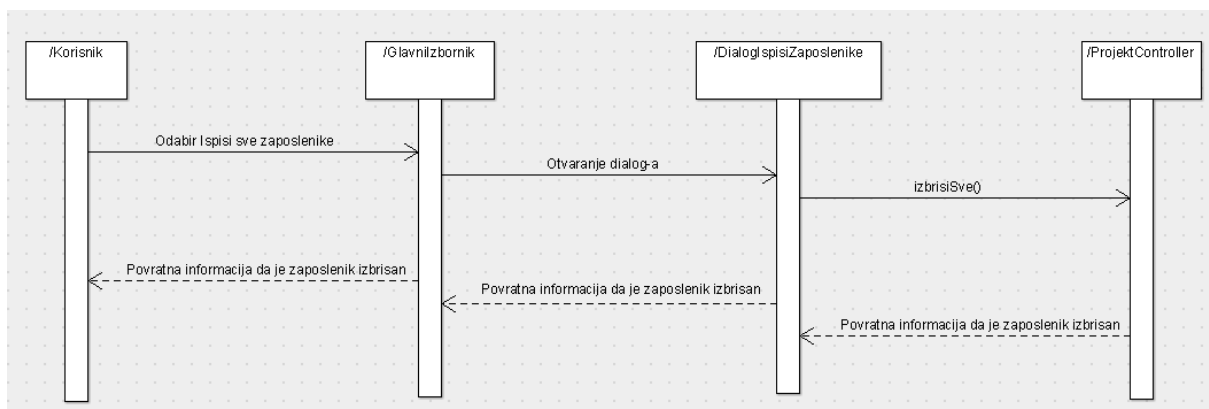 /Korisnik
/GlavniIzbornik
/DialogIspisiZaposlenike
/ProjektController
Odabir Ispisi sve zaposlenike
Otvaranje dialog-a
izbrisiSve()
Povratna informacija da je zaposlenik izbrisan
Povratna informacija da je zaposlenik izbrisan
Povratna informacija da je zaposlenik izbrisan